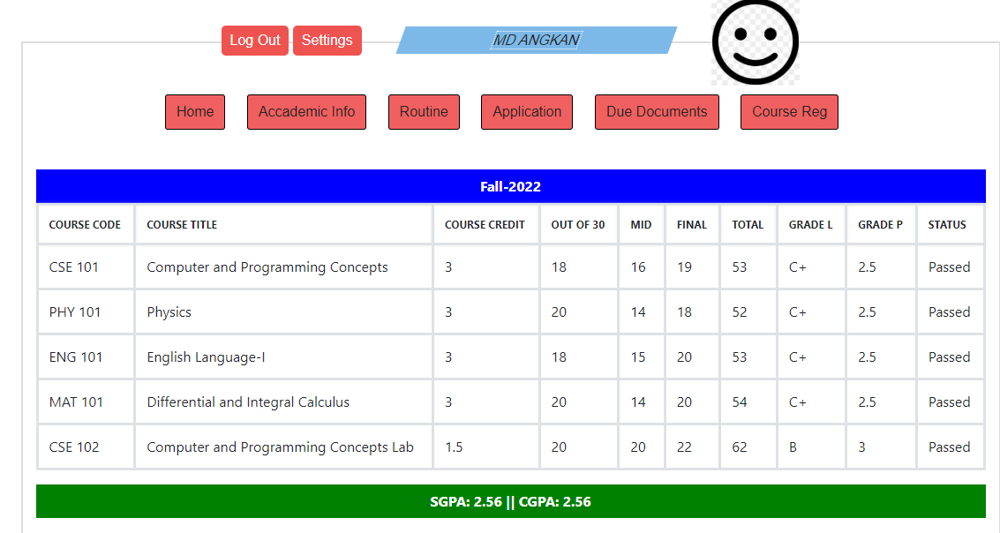 Log Out Settings MD ANGKAN
Home Accademic Info Routine Application Due Documents Course Reg
Fall-2022
COURSE CODE COURSE TITLE COURSE CREDIT OUT OF 30 MID FINAL TOTAL GRADE L GRADE P STATUS
CSE 101 Computer and Programming Concepts 3 18 16 19 53 C+ 2.5 Passed
PHY 101 Physics 3 20 14 18 52 C+ 2.5 Passed
ENG 101 English Language-I 3 18 15 20 53 C+ 2.5 Passed
MAT 101 Differential and Integral Calculus 3 20 14 20 54 C+ 2.5 Passed
CSE 102 Computer and Programming Concepts Lab 1.5 20 20 22 62 B 3 Passed
SGPA: 2.56 || CGPA: 2.56